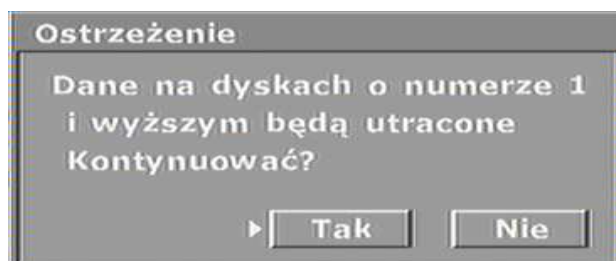 Ostrzeżenie
Dane na dyskach o numerze 1
i wyższym będą utracone
Kontynuować?
Tak Nie